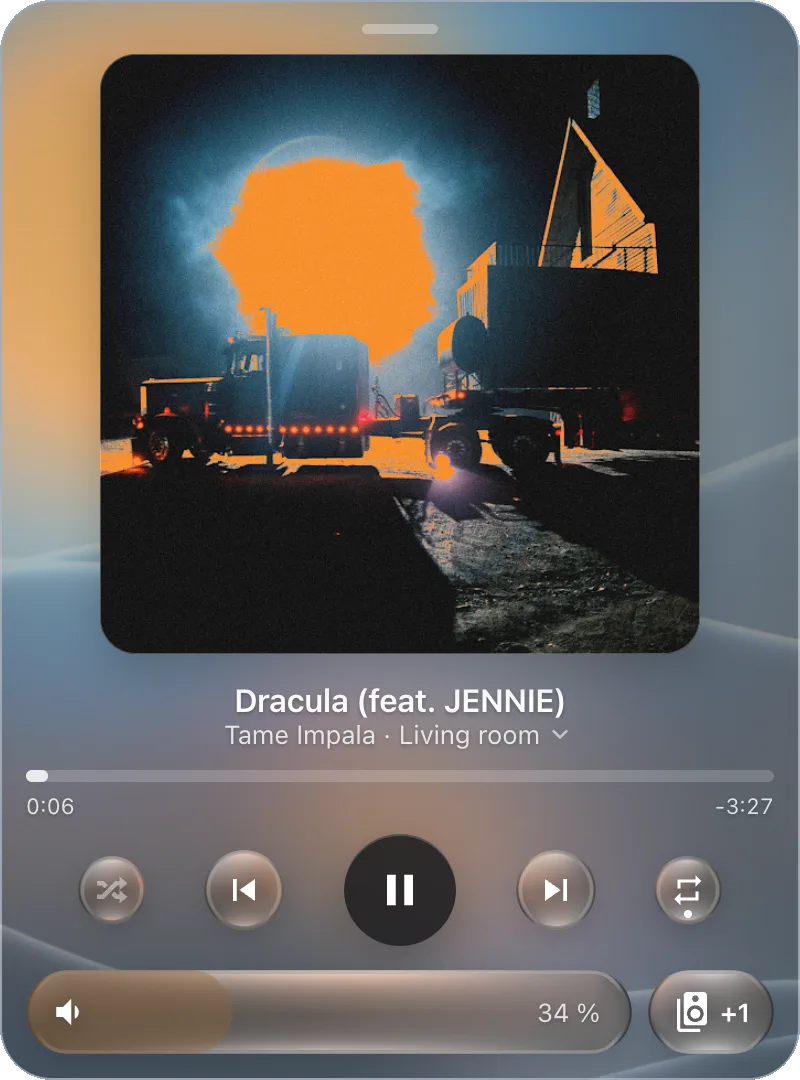 Dracula (feat. JENNIE)
Tame Impala · Living room
0:06
-3:27
34 %
+1